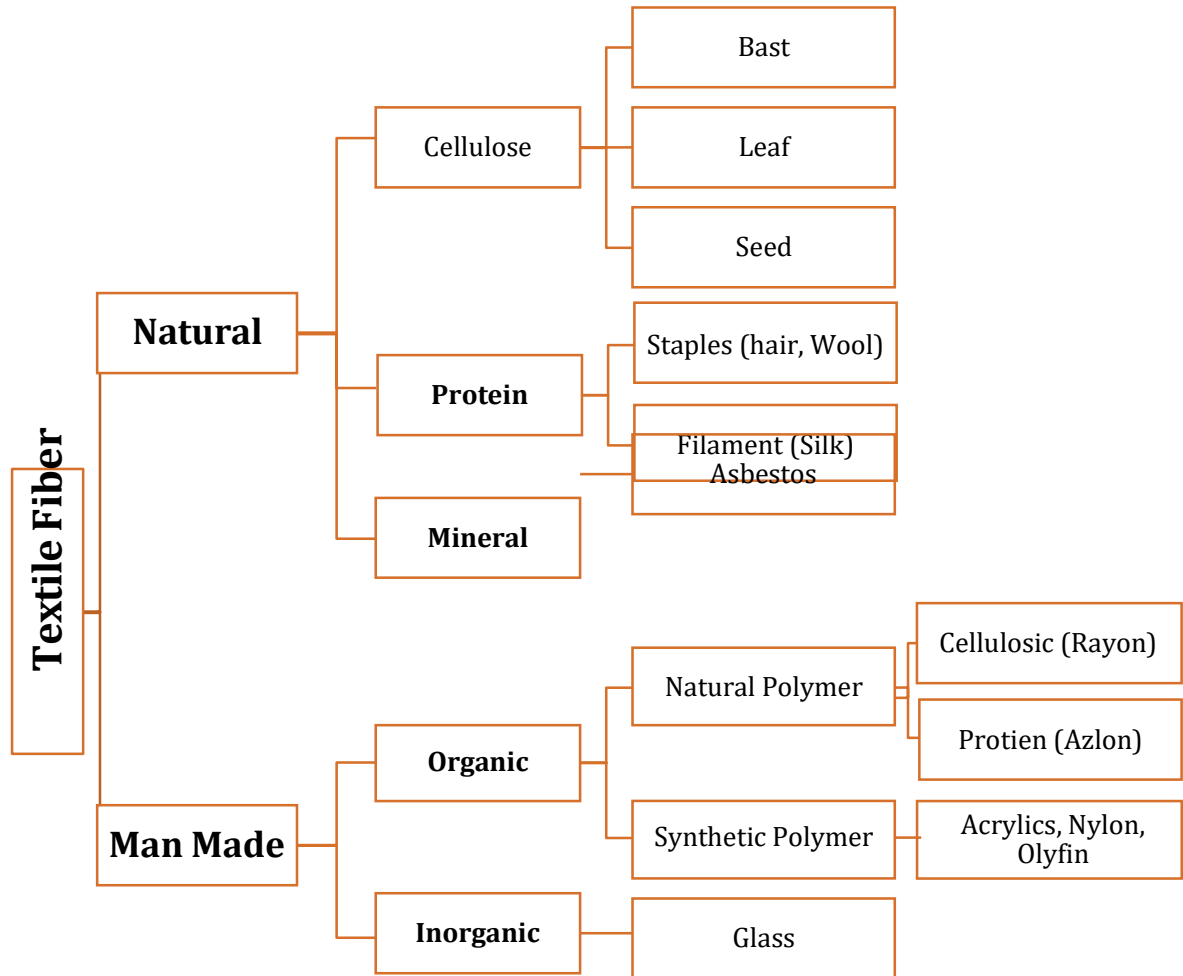 Textile Fiber
Natural
Cellulose
Bast
Leaf
Seed
Protein
Staples (hair, Wool)
Filament (Silk)
Mineral
Asbestos
Man Made
Organic
Natural Polymer
Cellulosic (Rayon)
Protien (Azlon)
Synthetic Polymer
Acrylics, Nylon,
Olyfin
Inorganic
Glass